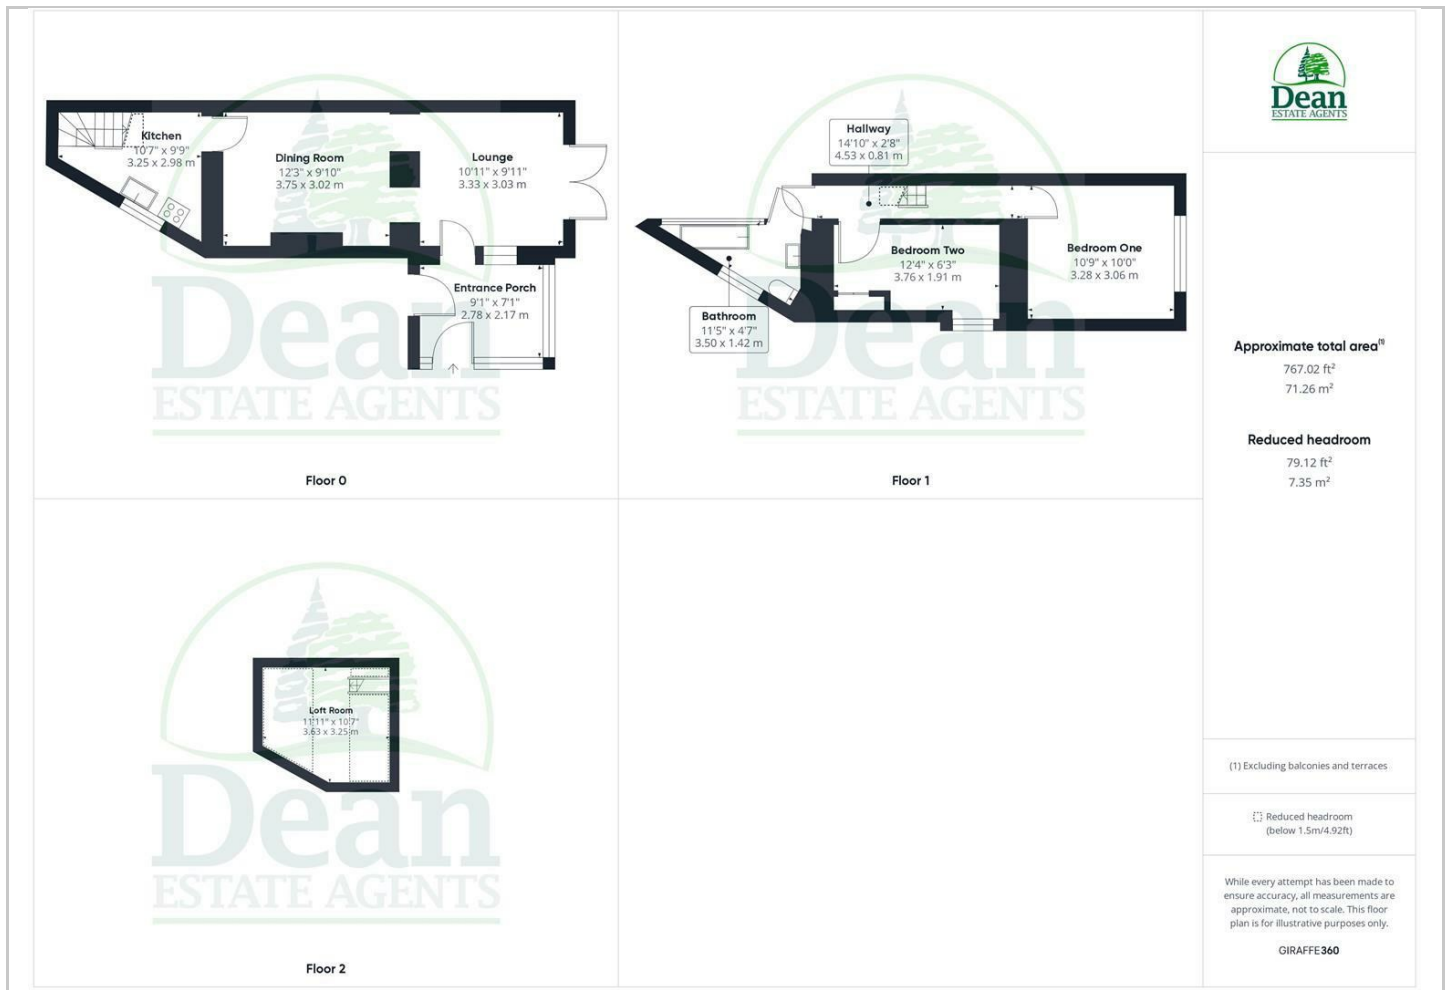 Kitchen
10'7" x 9'9"
3.25 x 2.98 m
Dining Room
12'3" x 9'10"
3.75 x 3.02 m
Lounge
10'11" x 9'11"
3.33 x 3.03 m
Entrance Porch
9'1" x 7'1"
2.78 x 2.17 m
Dean
ESTATE AGENTS
Floor 0
Hallway
14'10" x 2'8"
4.53 x 0.81 m
Bedroom Two
12'4" x 6'3"
3.76 x 1.91 m
Bedroom One
10'9" x 10'0"
3.28 x 3.06 m
Bathroom
11'5" x 4'7"
3.50 x 1.42 m
Dean
ESTATE AGENTS
Floor 1
Loft Room
11'11" x 10'7"
3.63 x 3.25 m
Dean
ESTATE AGENTS
Floor 2
Dean
ESTATE AGENTS
Approximate total area(1)
767.02 ft²
71.26 m²
Reduced headroom
79.12 ft²
7.35 m²
(1) Excluding balconies and terraces
Reduced headroom
(below 1.5m/4.92ft)
While every attempt has been made to
ensure accuracy, all measurements are
approximate, not to scale. This floor
plan is for illustrative purposes only.
GIRAFFE360